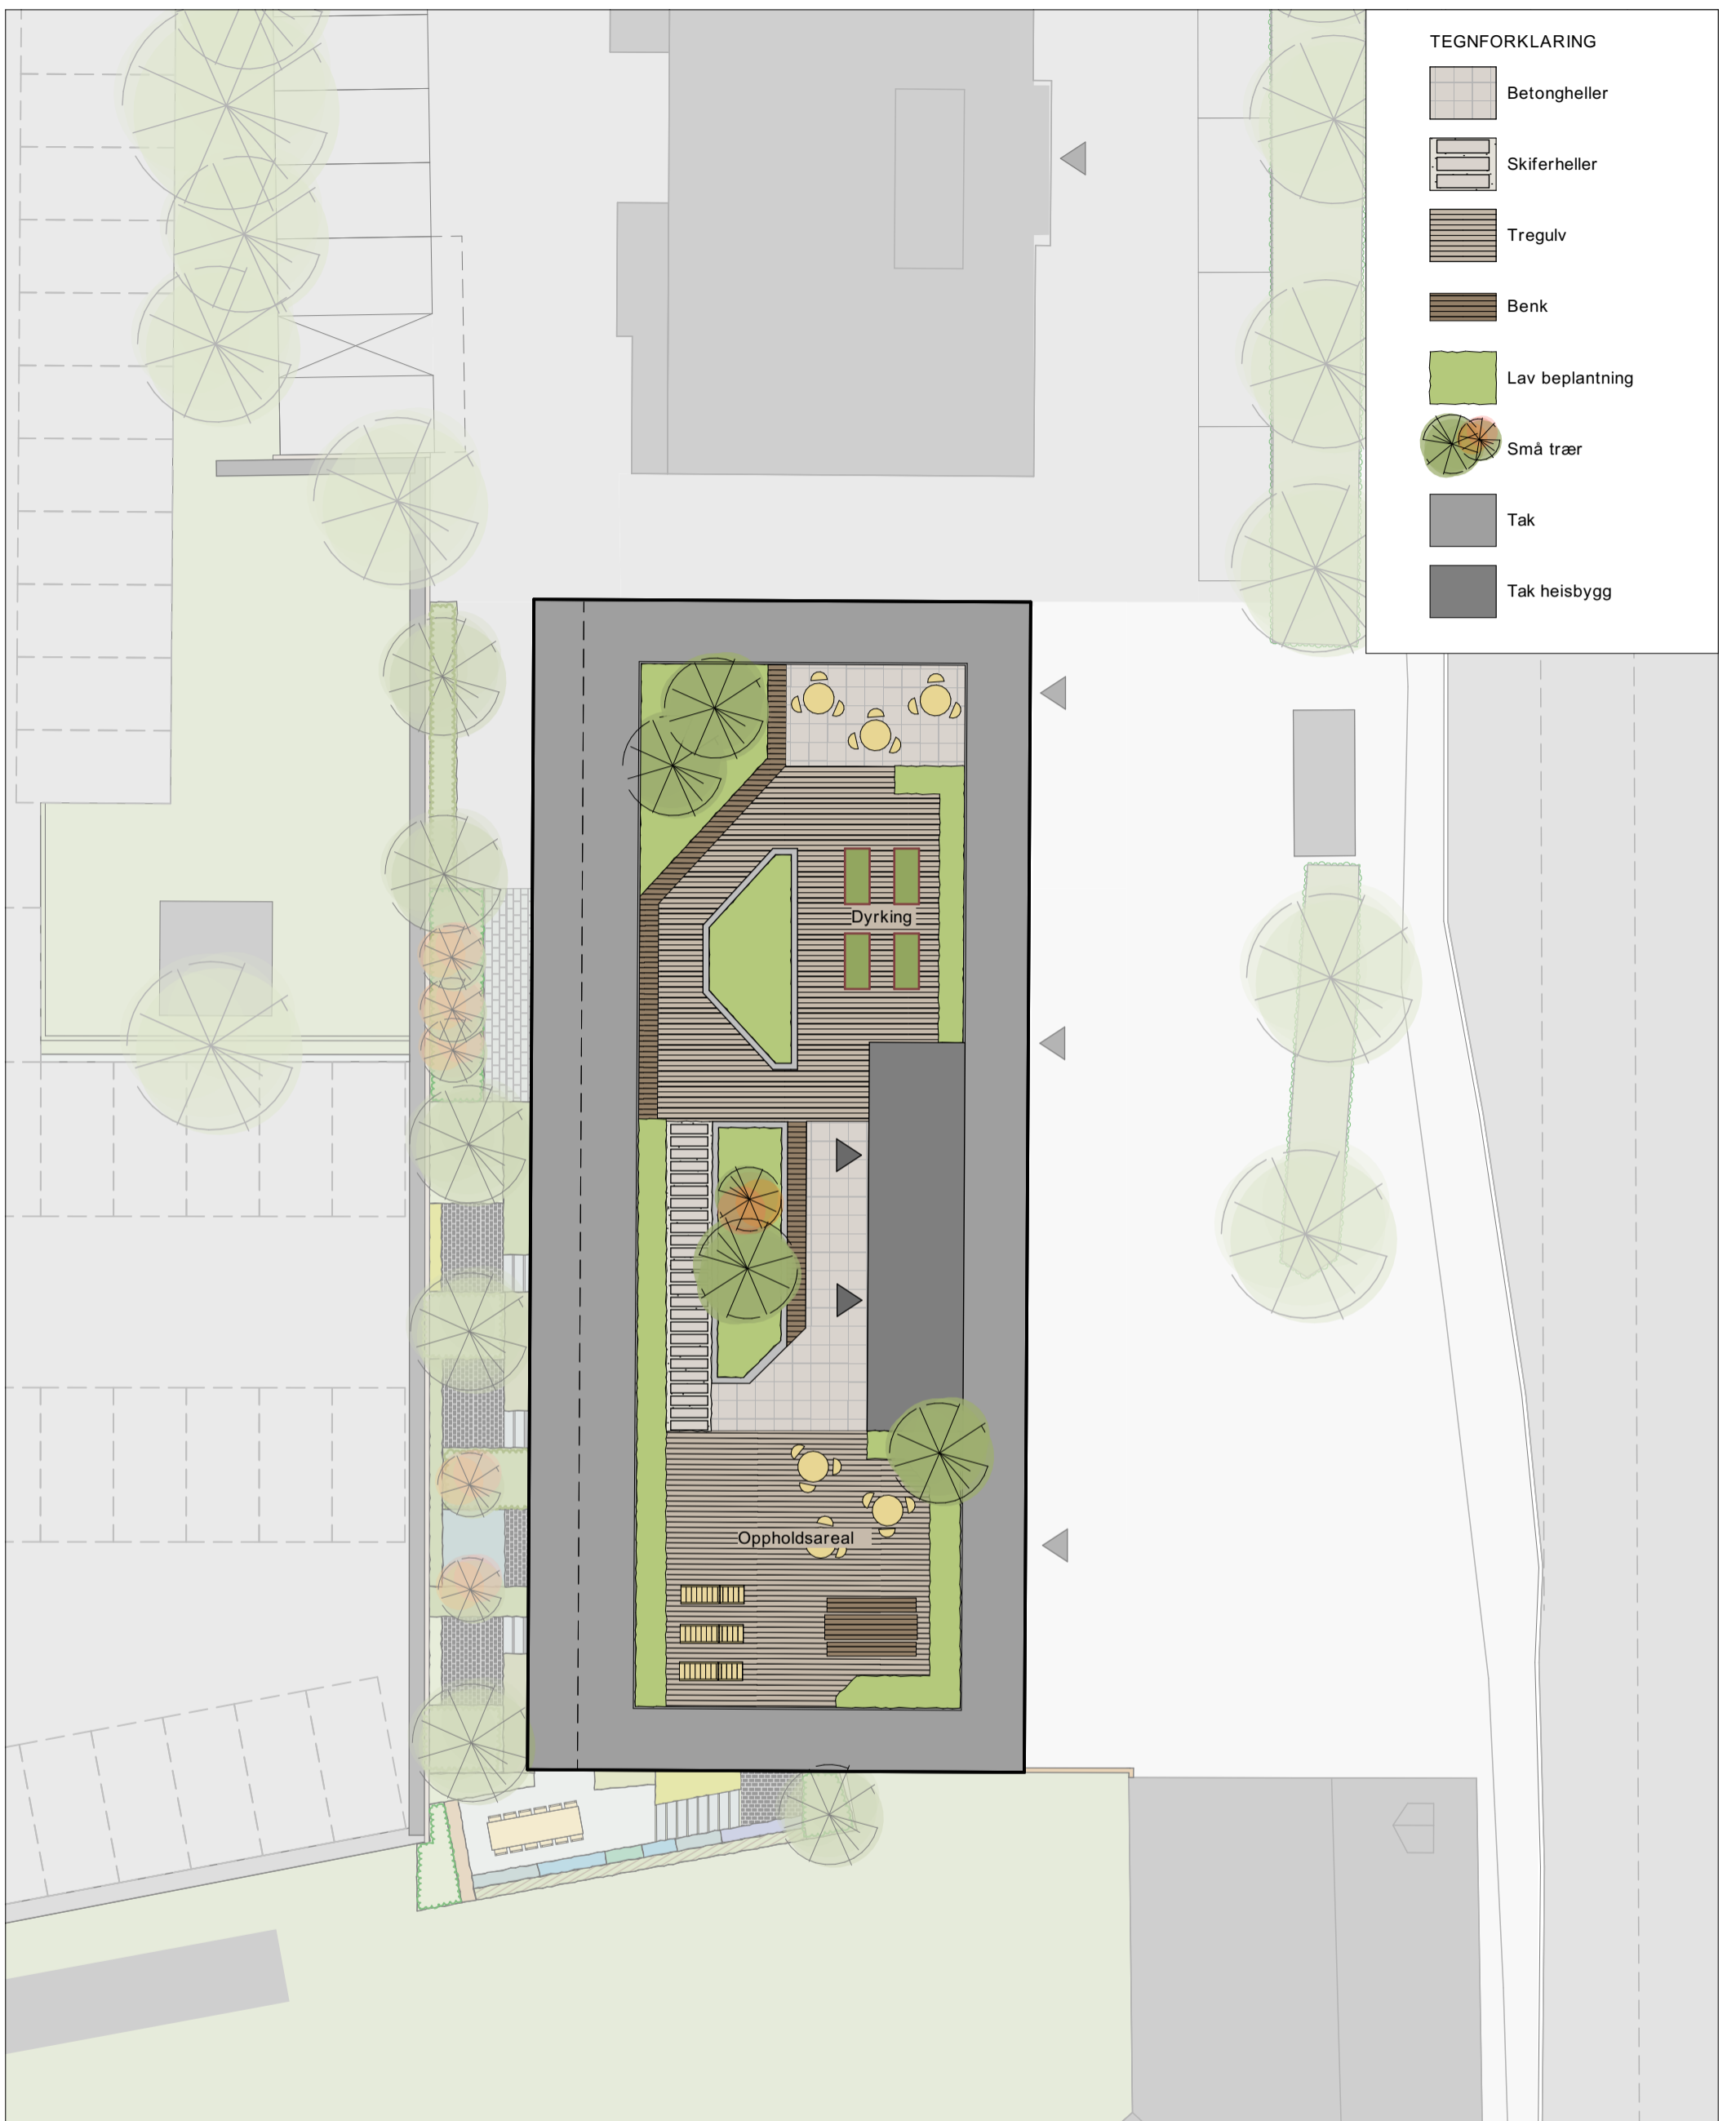 TEGNFORKLARING
Betongheller
Skiferheller
Tregulv
Benk
Lav beplantning
Små trær
Tak
Tak heisbygg
Dyrking
Oppholdsareal